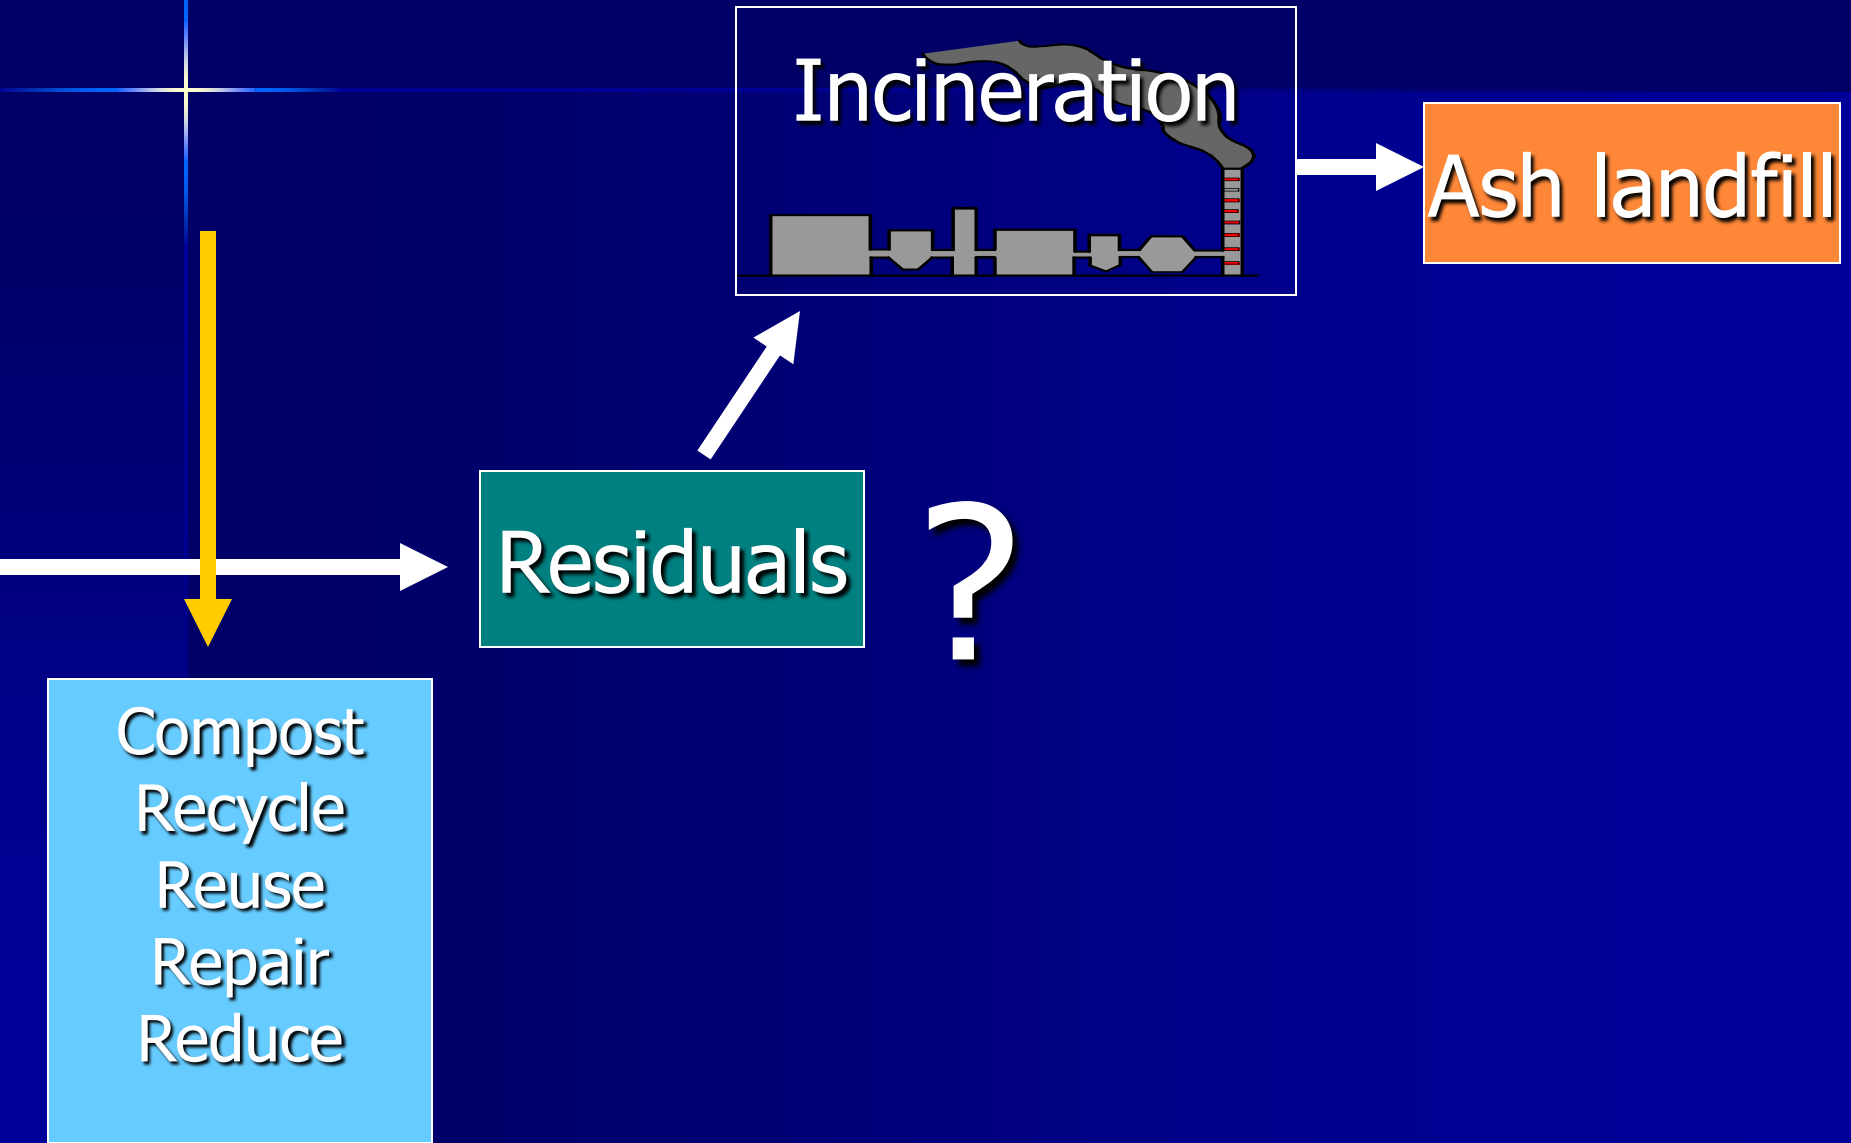 Incineration
Ash landfill
Residuals
?
Compost
Recycle
Reuse
Repair
Reduce